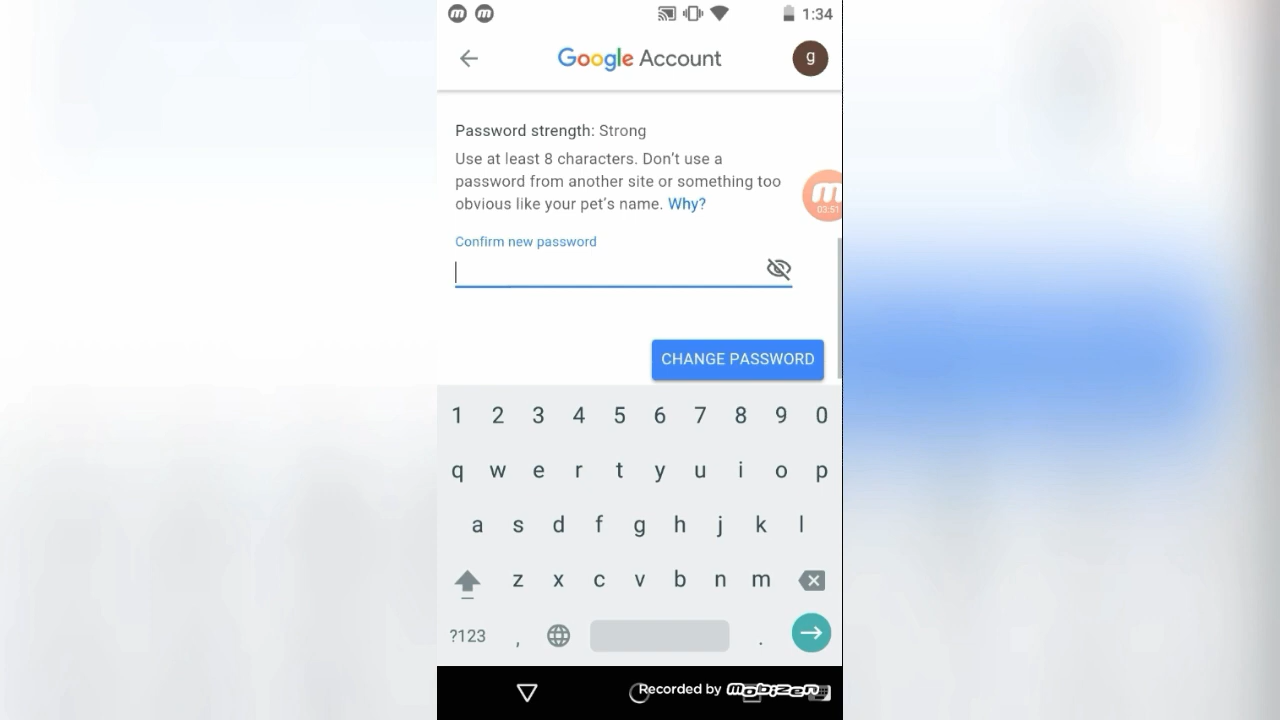 m m 1:34
Google Account g
Password strength: Strong
Use at least 8 characters. Don't use a
password from another site or something too
obvious like your pet's name. Why?
m
03:51
Confirm new password
CHANGE PASSWORD
1 2 3 4 5 6 7 8 9 0
q w e r t y u i o p
a s d f g h j k l
z x c v b n m
?123 , .
Recorded by mobizen